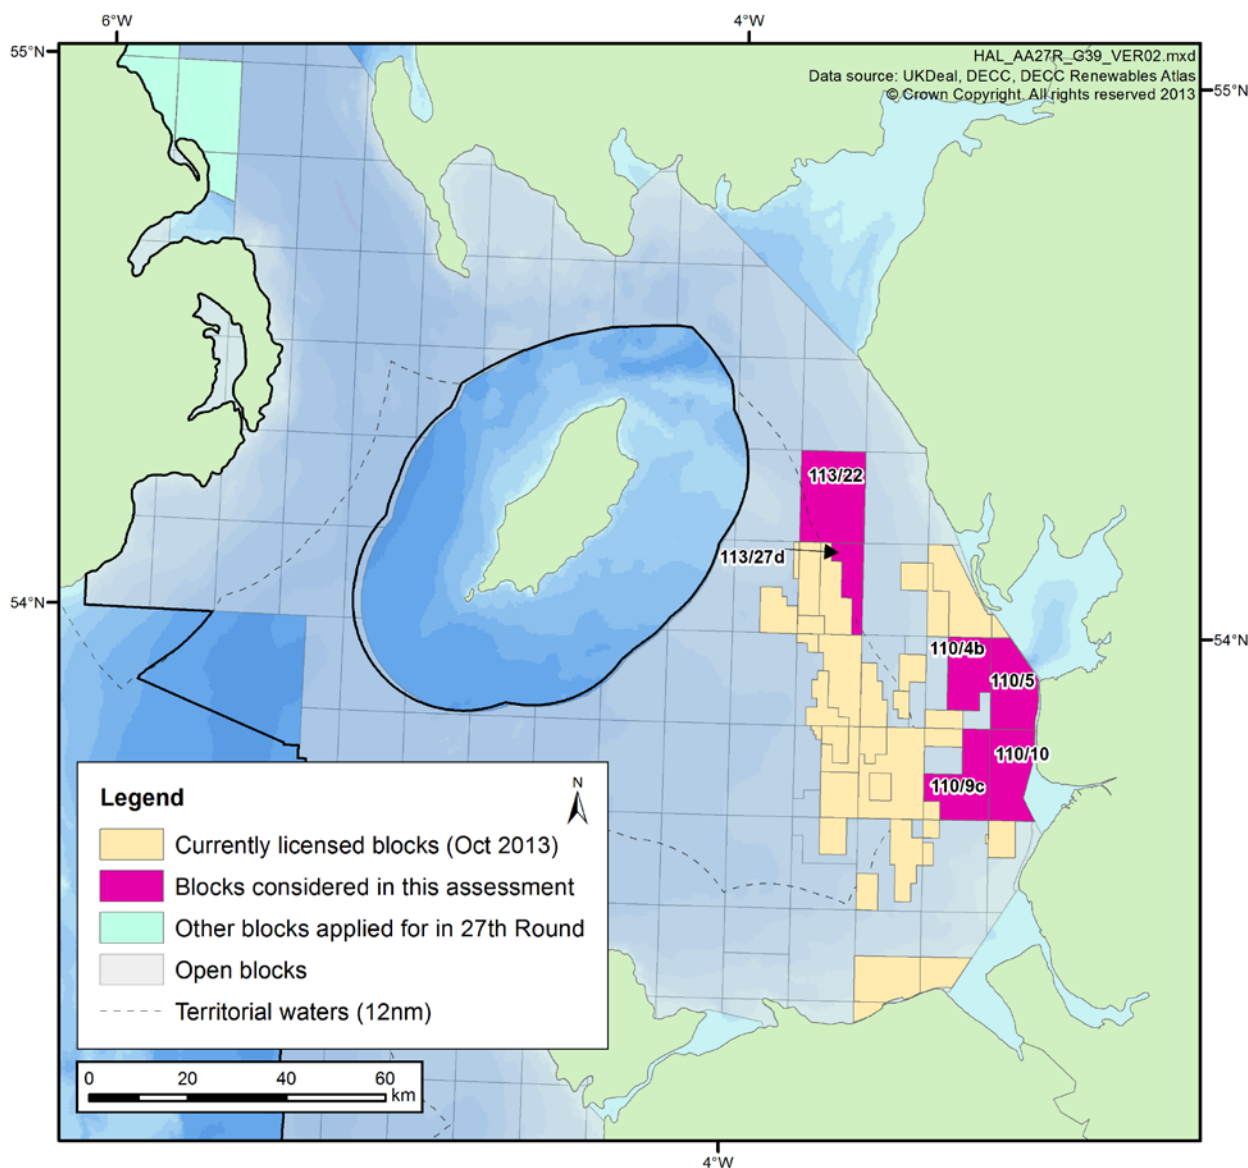 6°W
4°W
55°N
HAL_AA27R_G39_VER02.mxd
Data source: UKDeal, DECC, DECC Renewables Atlas
© Crown Copyright. All rights reserved 2013
55°N
113/22
113/27d
54°N
54°N
110/4b
110/5
110/10
110/9c
Legend
N
Currently licensed blocks (Oct 2013)
Blocks considered in this assessment
Other blocks applied for in 27th Round
Open blocks
Territorial waters (12nm)
0 20 40 60
km
4°W